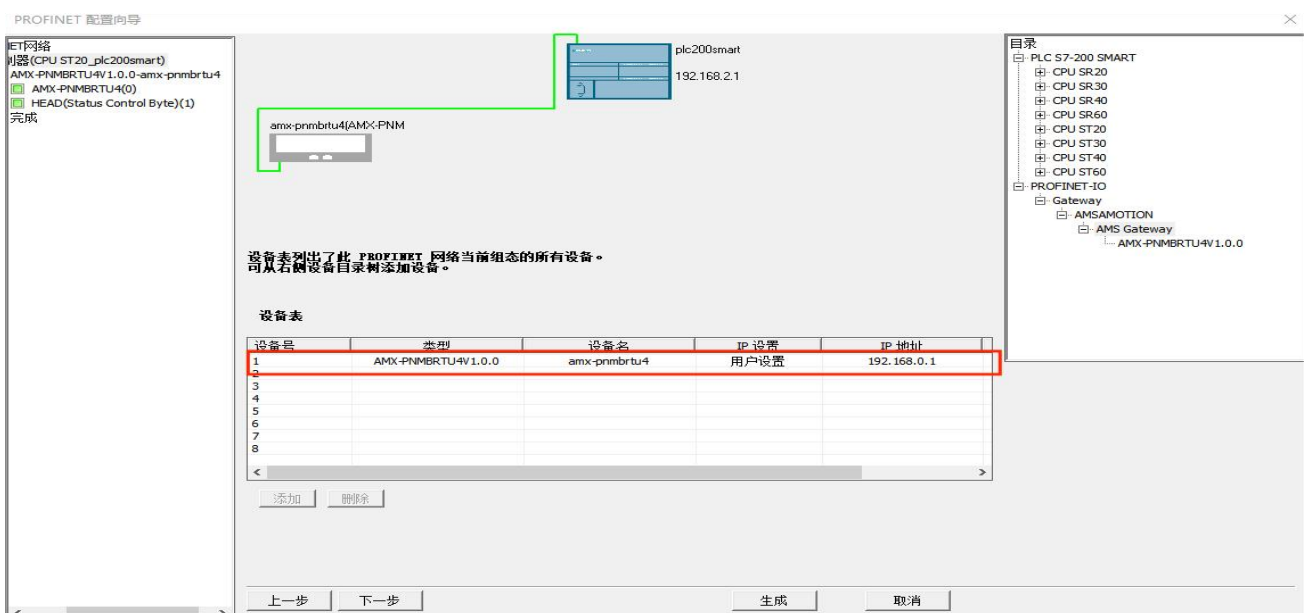 PROFINET 配置向导
ET网络
器(CPU ST20_plc200smart)
AMX-PNMBRTU4V1.0.0-amx-pnmbrtu4
AMX-PNMBRTU4(0)
HEAD(Status Control Byte)(1)
完成
plc200smart
192.168.2.1
amx-pnmbrtu4(AMX-PNM
设备表列出了此 PROFINET 网络当前组态的所有设备。
可从右侧设备目录树添加设备。
设备表
设备号 类型 设备名 IP 设置 IP 地址
1 AMX-PNMBRTU4V1.0.0 amx-pnmbrtu4 用户设置 192.168.0.1
2
3
4
5
6
7
8
添加 删除
上一步 下一步 生成 取消
目录
PLC S7-200 SMART
CPU SR20
CPU SR30
CPU SR40
CPU SR60
CPU ST20
CPU ST30
CPU ST40
CPU ST60
PROFINET-IO
Gateway
AMSAMOTION
AMS Gateway
AMX-PNMBRTU4V1.0.0